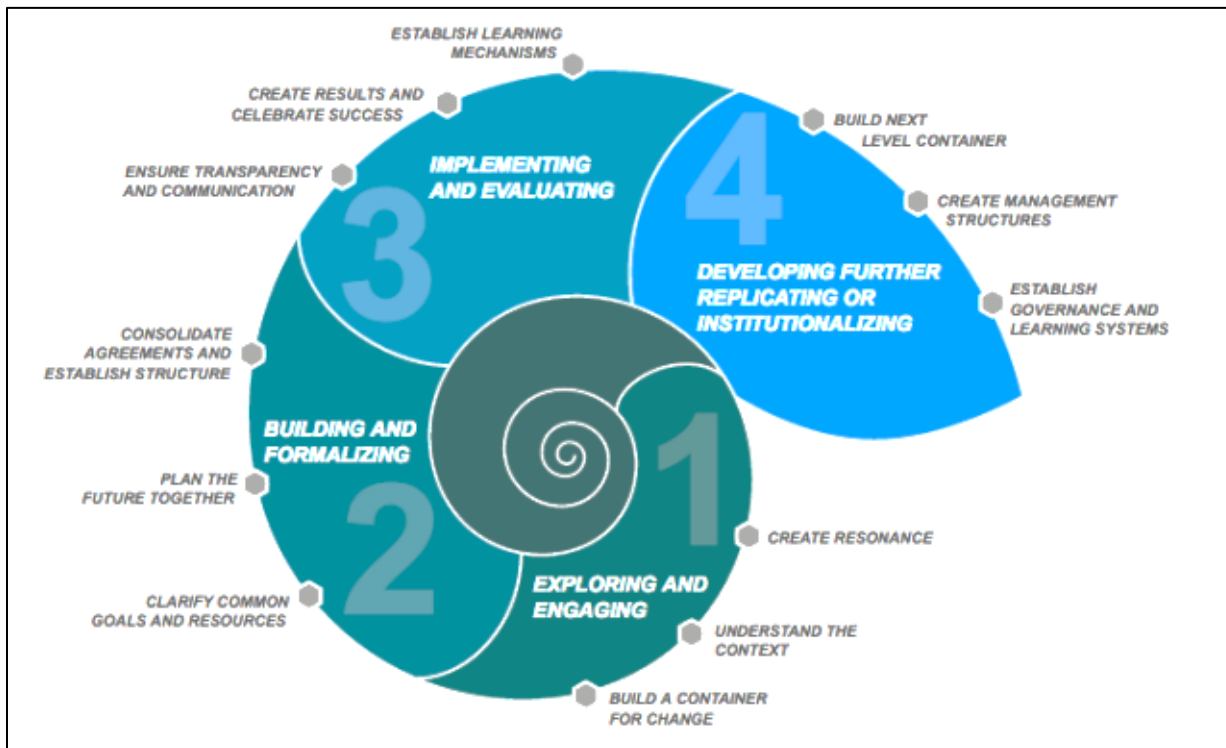 ESTABLISH LEARNING
MECHANISMS
CREATE RESULTS AND
CELEBRATE SUCCESS
ENSURE TRANSPARENCY
AND COMMUNICATION
3
IMPLEMENTING
AND EVALUATING
4
DEVELOPING FURTHER
REPLICATING OR
INSTITUTIONALIZING
BUILD NEXT
LEVEL CONTAINER
CREATE MANAGEMENT
STRUCTURES
ESTABLISH
GOVERNANCE AND
LEARNING SYSTEMS
CONSOLIDATE
AGREEMENTS AND
ESTABLISH STRUCTURE
BUILDING AND
FORMALIZING
2
PLAN THE
FUTURE TOGETHER
CLARIFY COMMON
GOALS AND RESOURCES
1
EXPLORING AND
ENGAGING
CREATE RESONANCE
UNDERSTAND THE
CONTEXT
BUILD A CONTAINER
FOR CHANGE